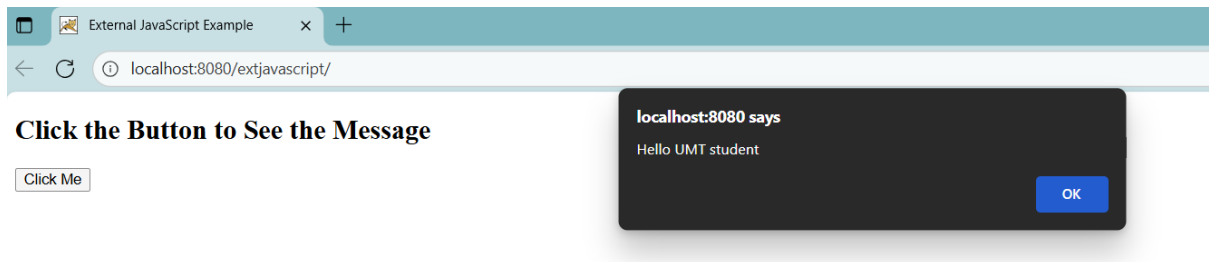 External JavaScript Example
localhost:8080/extjavascript/
Click the Button to See the Message
Click Me
localhost:8080 says
Hello UMT student
OK